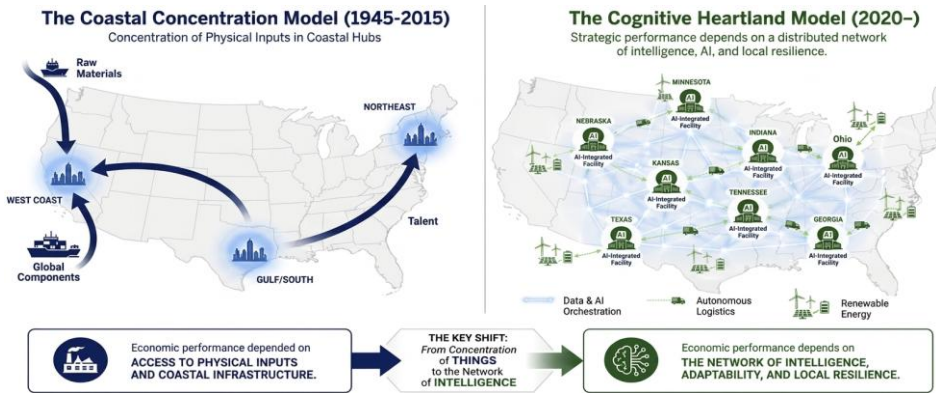 The Coastal Concentration Model (1945-2015)
Concentration of Physical Inputs in Coastal Hubs
Raw
Materials
NORTHEAST
WEST COAST
Talent
Global
Components
GULF/SOUTH
The Cognitive Heartland Model (2020–)
Strategic performance depends on a distributed
network of intelligence, AI, and local resilience.
MINNESOTA
AI
AI-Integrated
Facility
NEBRASKA
AI
AI-Integrated
Facility
INDIANA
AI
AI-Integrated
Facility
Ohio
AI
AI-Integrated
Facility
KANSAS
AI
AI-Integrated
Facility
TENNESSEE
AI
AI-Integrated
Facility
TEXAS
AI
AI-Integrated
Facility
GEORGIA
AI
AI-Integrated
Facility
Data & AI
Orchestration
Autonomous
Logistics
Renewable
Energy
Economic performance depended on
ACCESS TO PHYSICAL INPUTS
AND COASTAL INFRASTRUCTURE.
THE KEY SHIFT:
From Concentration
of THINGS
to the Network
of INTELLIGENCE
Economic performance depends on
THE NETWORK OF INTELLIGENCE,
ADAPTABILITY, AND LOCAL RESILIENCE.